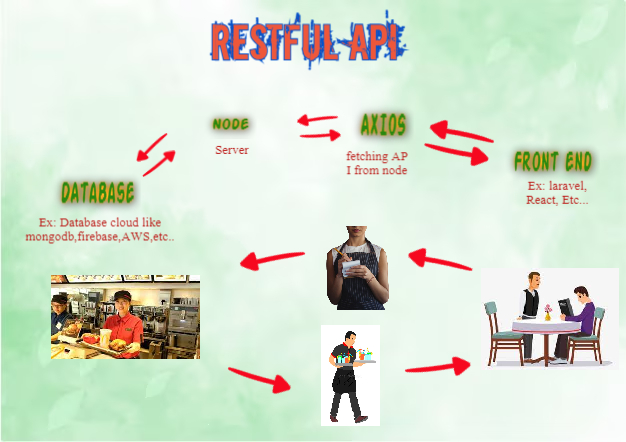 RESTFUL API
NODE
Server
AXIOS
fetching AP
I from node
FRONT END
Ex: laravel,
React, Etc...
DATABASE
Ex: Database cloud like
mongodb,firebase,AWS,etc..